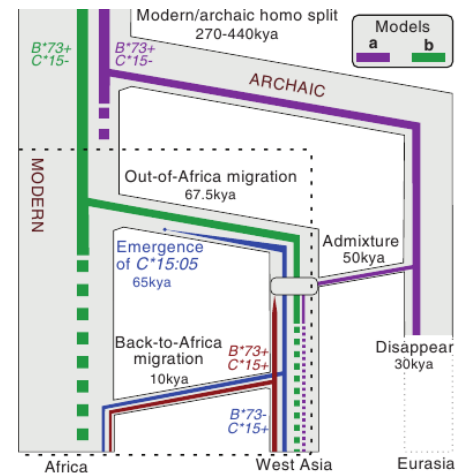 Modern/archaic homo split
270-440kya
Models
a b
B*73+
C*15-
B*73+
C*15-
ARCHAIC
MODERN
Out-of-Africa migration
67.5kya
Emergence
of C*15:05
65kya
Admixture
50kya
Back-to-Africa
migration
10kya
B*73+
C*15+
Disappear
30kya
B*73-
C*15+
Africa
West Asia
Eurasia